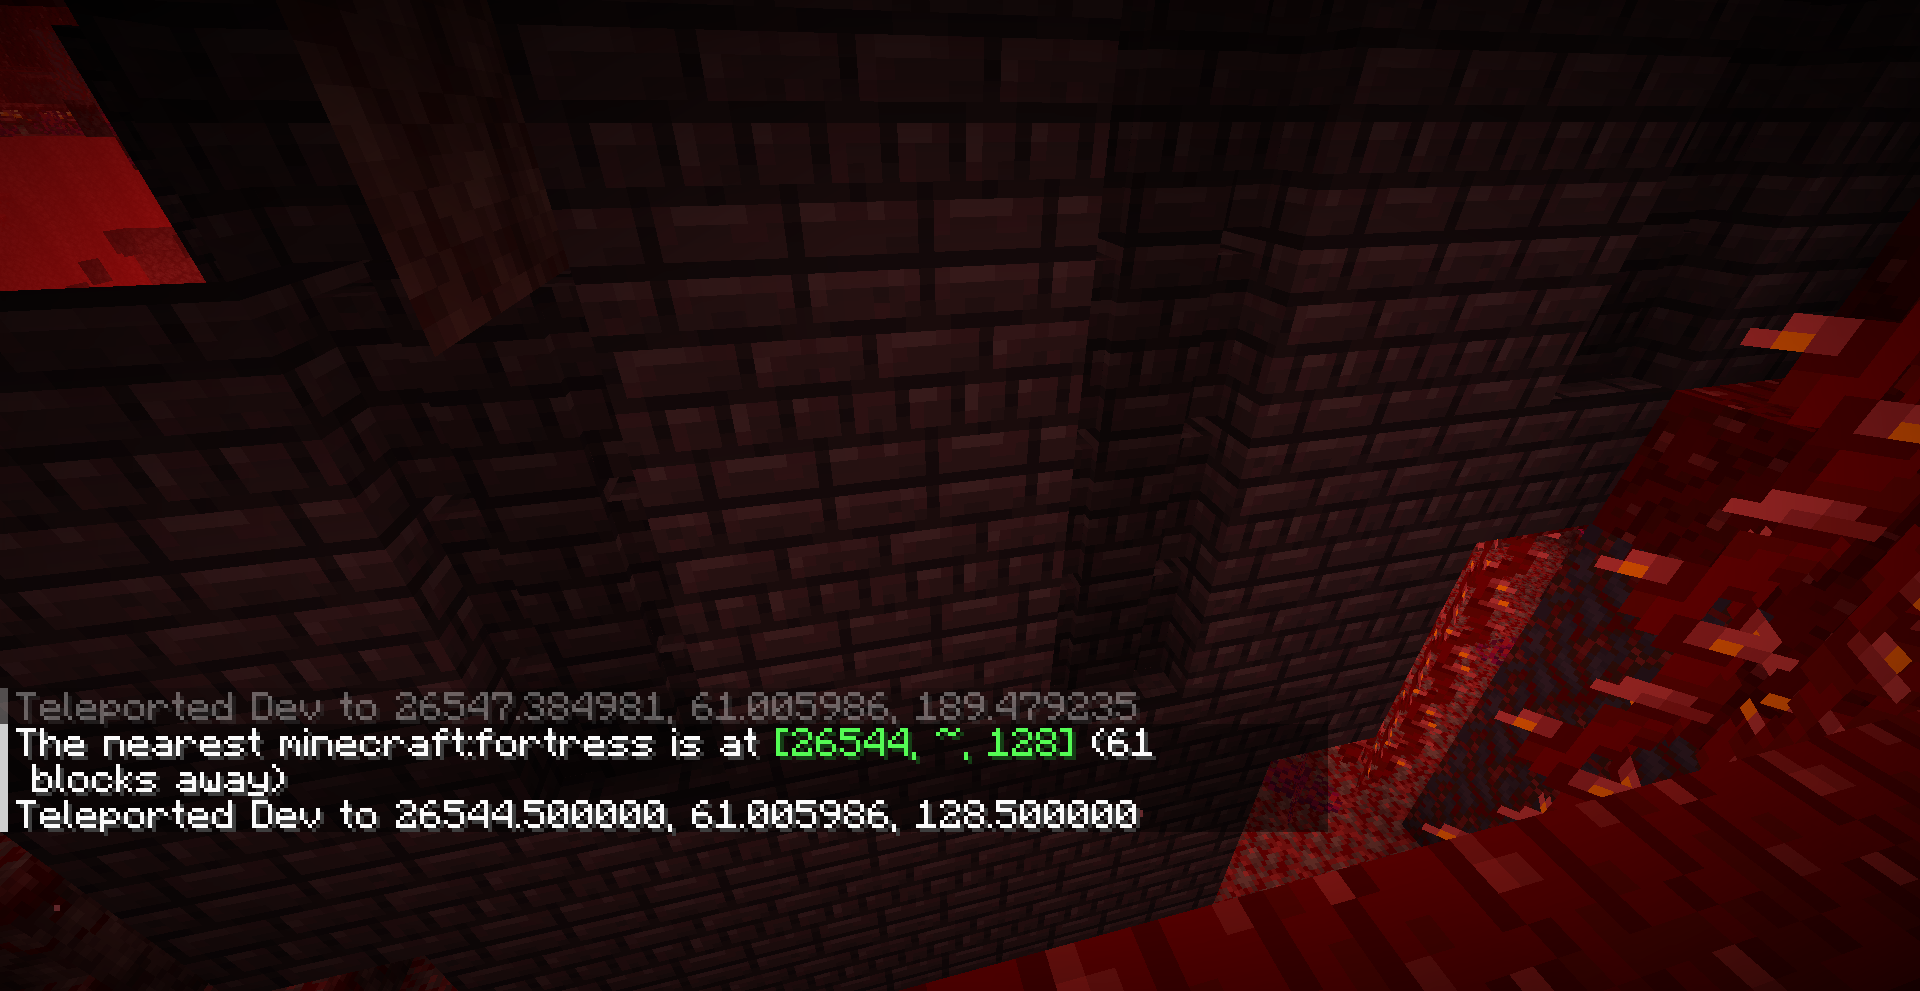 Teleported Dev to 26547.384981, 61.005986, 189.479235
The nearest minecraft:fortress is at [26544, ~, 128] (61
blocks away)
Teleported Dev to 26544.500000, 61.005986, 128.500000